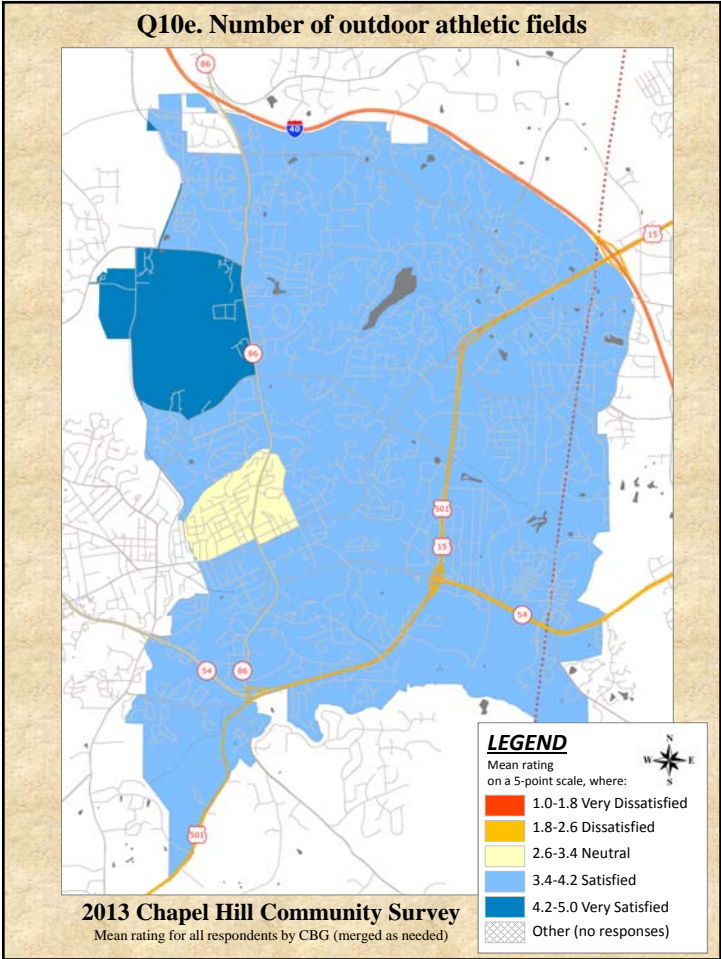 Q10e. Number of outdoor athletic fields
86
40
15
86
501
15
54
54
86
501
LEGEND
Mean rating
on a 5-point scale, where:
N
W E
S
1.0-1.8 Very Dissatisfied
1.8-2.6 Dissatisfied
2.6-3.4 Neutral
3.4-4.2 Satisfied
4.2-5.0 Very Satisfied
Other (no responses)
2013 Chapel Hill Community Survey
Mean rating for all respondents by CBG (merged as needed)